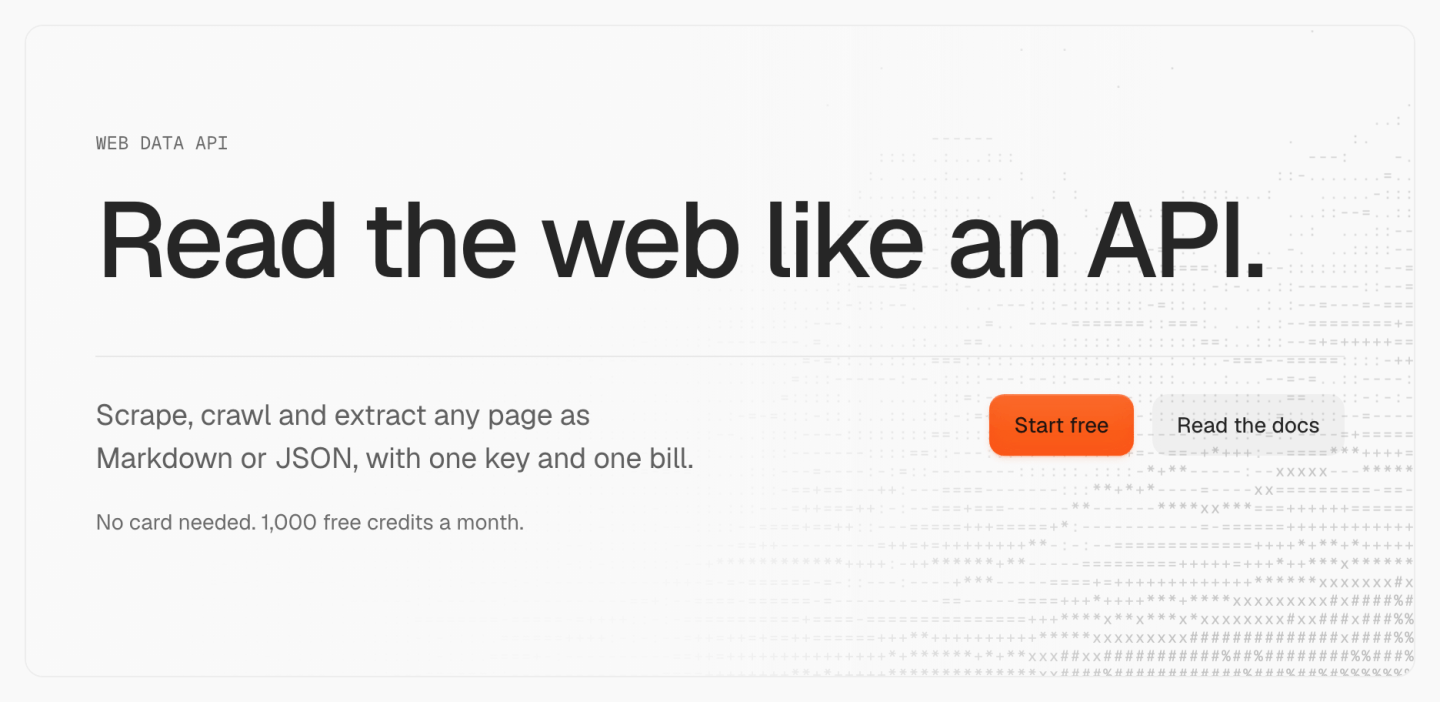 WEB DATA API
Read the web like an API.
Scrape, crawl and extract any page as
Markdown or JSON, with one key and one bill.
Start free
Read the docs
No card needed. 1,000 free credits a month.